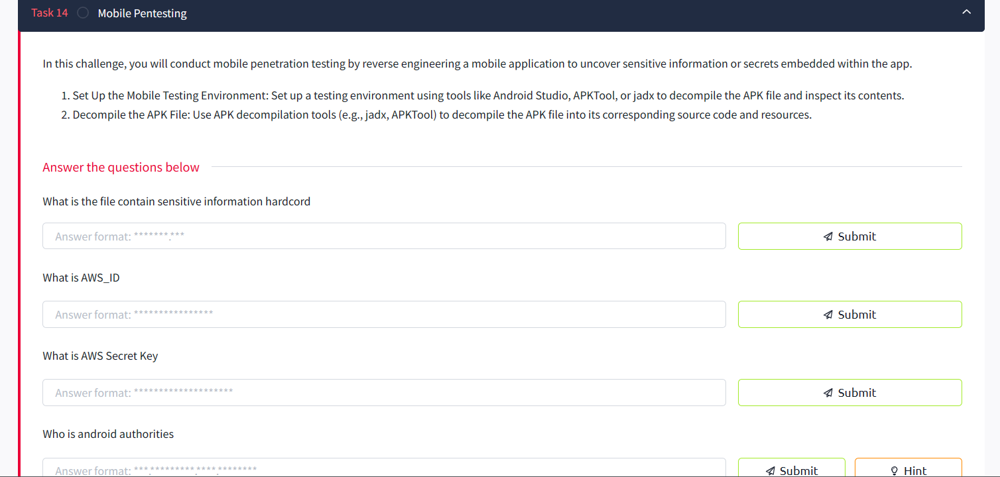 Task 14 Mobile Pentesting
In this challenge, you will conduct mobile penetration testing by reverse engineering a mobile application to uncover sensitive information or secrets embedded within the app.
1. Set Up the Mobile Testing Environment: Set up a testing environment using tools like Android Studio, APKTool, or jadx to decompile the APK file and inspect its contents.
2. Decompile the APK File: Use APK decompilation tools (e.g., jadx, APKTool) to decompile the APK file into its corresponding source code and resources.
Answer the questions below
What is the file contain sensitive information hardcord
Answer format: *******.*** Submit
What is AWS_ID
Answer format: **************** Submit
What is AWS Secret Key
Answer format: ******************** Submit
Who is android authorities
Answer format: ***.*********.****.******** Submit Hint